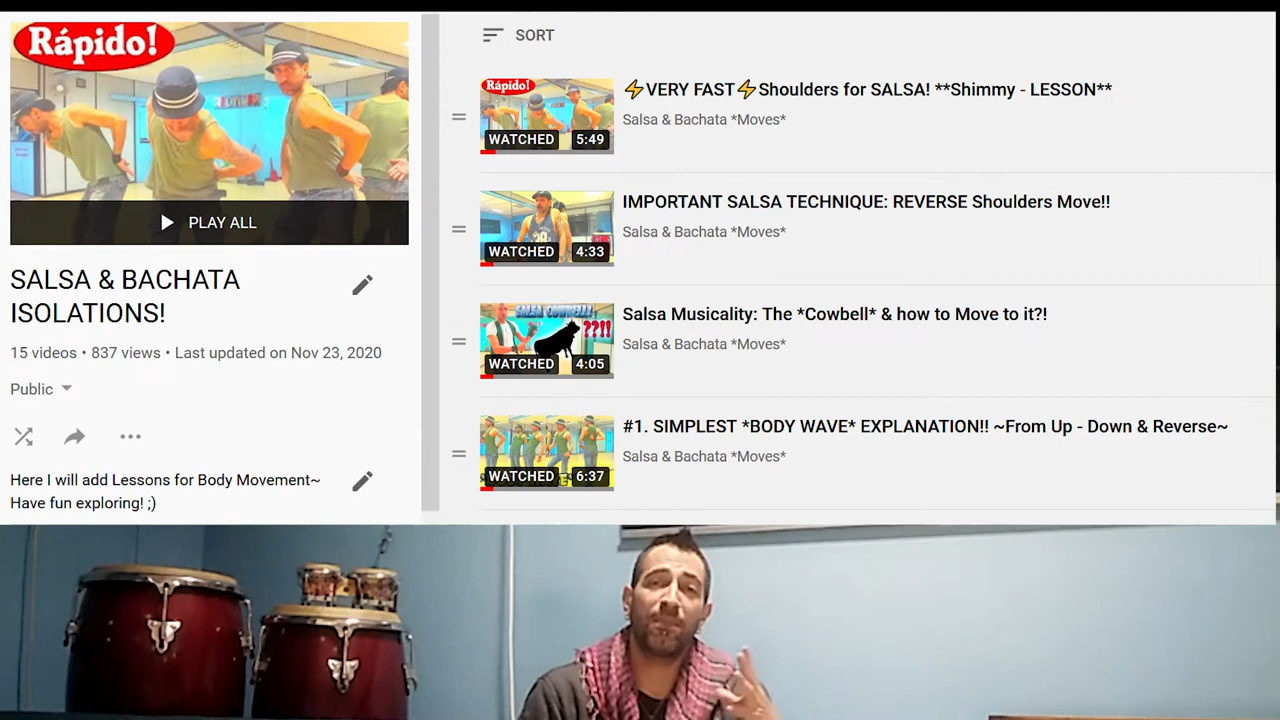 Rápido!
PLAY ALL
SALSA & BACHATA
ISOLATIONS!
15 videos • 837 views • Last updated on Nov 23, 2020
Public
Here I will add Lessons for Body Movement~
Have fun exploring! ;)
SORT
Rápido!
WATCHED
5:49
⚡VERY FAST⚡Shoulders for SALSA! **Shimmy - LESSON**
Salsa & Bachata *Moves*
WATCHED
4:33
IMPORTANT SALSA TECHNIQUE: REVERSE Shoulders Move!!
Salsa & Bachata *Moves*
SALSA COWBELL!
??!!
WATCHED
4:05
Salsa Musicality: The *Cowbell* & how to Move to it?!
Salsa & Bachata *Moves*
WATCHED
6:37
#1. SIMPLEST *BODY WAVE* EXPLANATION!! ~From Up - Down & Reverse~
Salsa & Bachata *Moves*